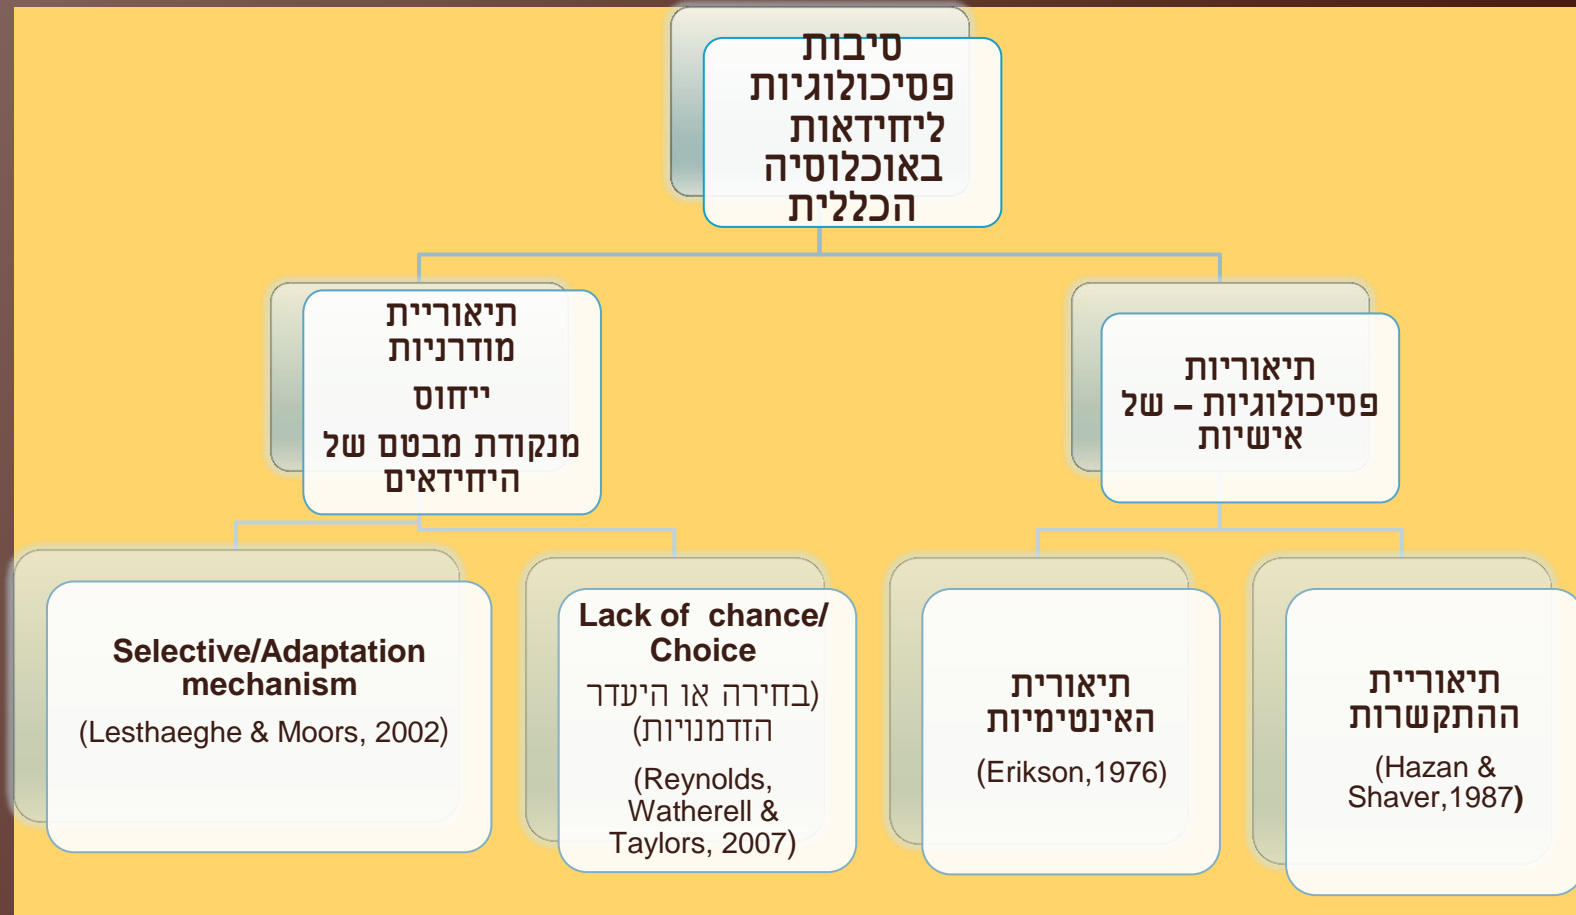 סיבות
פסיכולוגיות
ליחידאות
באוכלוסיה
הכללית
תיאוריות
פסיכולוגיות – של
אישיות
תיאוריית
מודרניות
ייחוס
מנקודת מבטם של
היחידאים
תיאוריית
ההתקשרות
(Hazan &
Shaver,1987)
תיאורית
האינטימיות
(Erikson,1976)
Lack of chance/
Choice
(בחירה או היעדר
הזדמנויות)
(Reynolds,
Watherell &
Taylors, 2007)
Selective/Adaptation
mechanism
(Lesthaeghe & Moors, 2002)